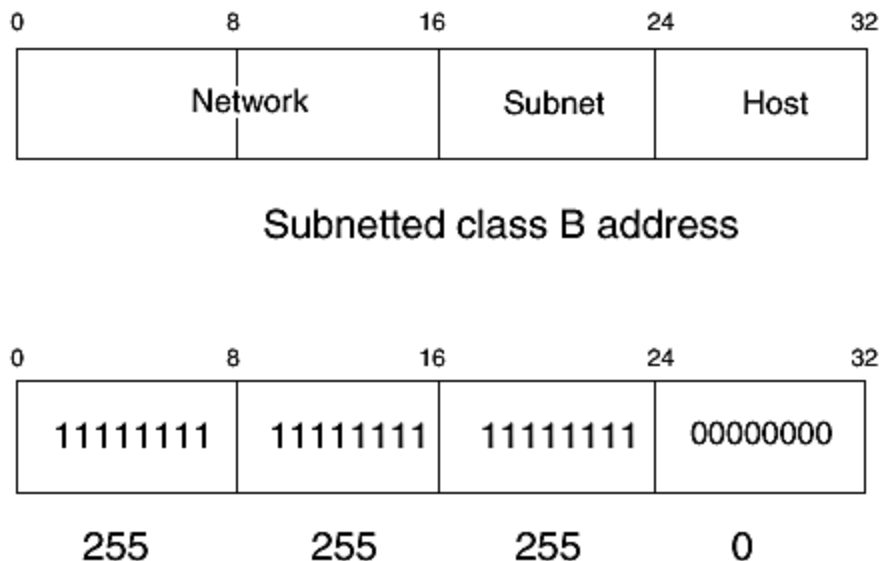 0 8 16 24 32
Network Subnet Host
Subnetted class B address
0 8 16 24 32
11111111 11111111 11111111 00000000
255 255 255 0